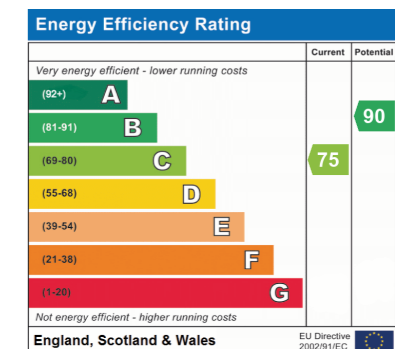 Energy Efficiency Rating
Current Potential
Very energy efficient - lower running costs
(92+) A
(81-91) B
90
(69-80) C
75
(55-68) D
(39-54) E
(21-38) F
(1-20) G
Not energy efficient - higher running costs
England, Scotland & Wales
EU Directive
2002/91/EC